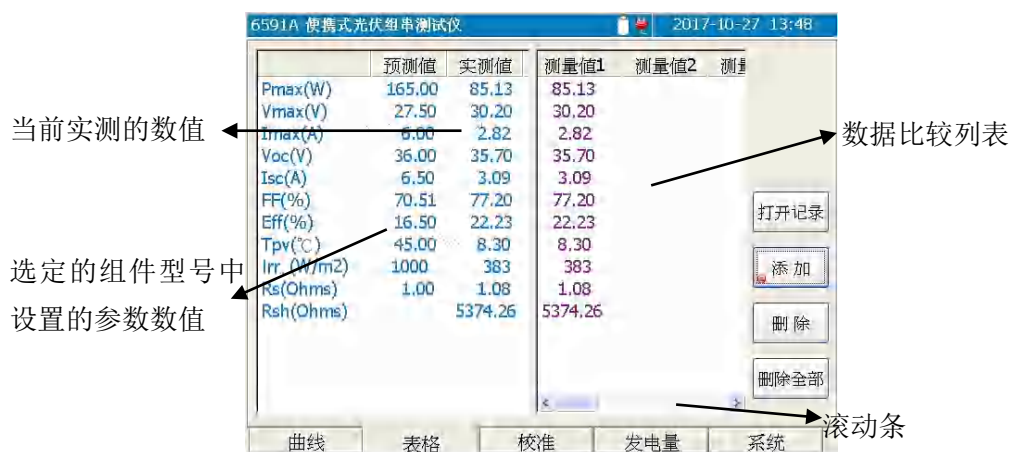 6591A 便携式光伏组串测试仪 2017-10-27 13:48
预测值 实测值 测量值1 测量值2 测量
Pmax(W) 165.00 85.13 85.13
Vmax(V) 27.50 30.20 30.20
当前实测的数值
Imax(A) 6.00 2.82 2.82
数据比较列表
Voc(V) 36.00 35.70 35.70
Isc(A) 6.50 3.09 3.09
FF(%) 70.51 77.20 77.20
打开记录
Eff(%) 16.50 22.23 22.23
Tpv(℃) 45.00 8.30 8.30
选定的组件型号中
Irr.(W/m2) 1000 383 383
添加
Rs(Ohms) 1.00 1.08 1.08
设置的参数数值
Rsh(Ohms) 5374.26 5374.26
删除
删除全部
滚动条
曲线 表格 校准 发电量 系统